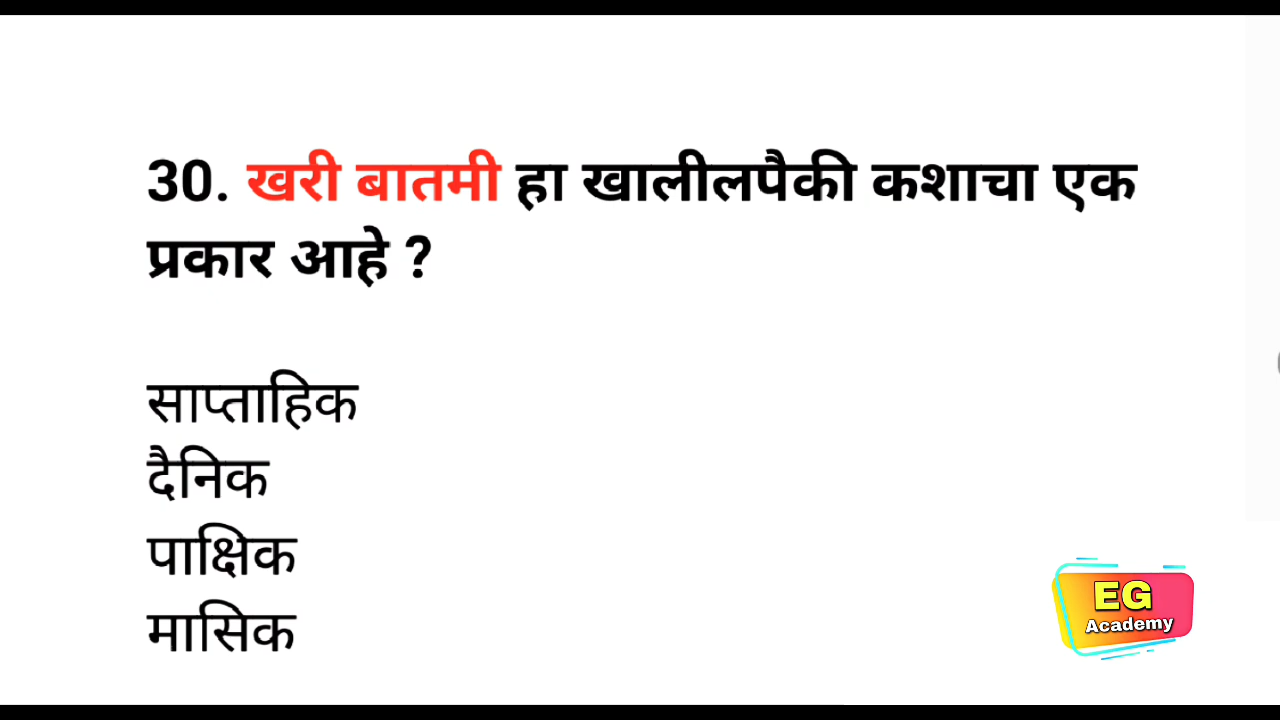 30. खरी बातमी हा खालीलपैकी कशाचा एक
प्रकार आहे ?
साप्ताहिक
दैनिक
पाक्षिक
मासिक
EG
Academy